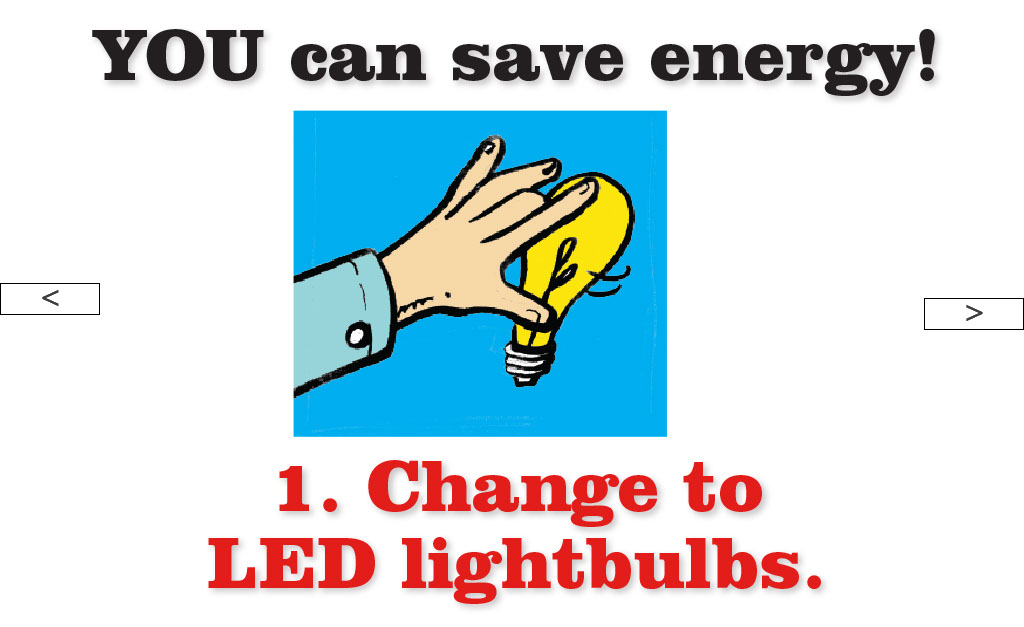 YOU can save energy!
<
>
1. Change to
LED lightbulbs.